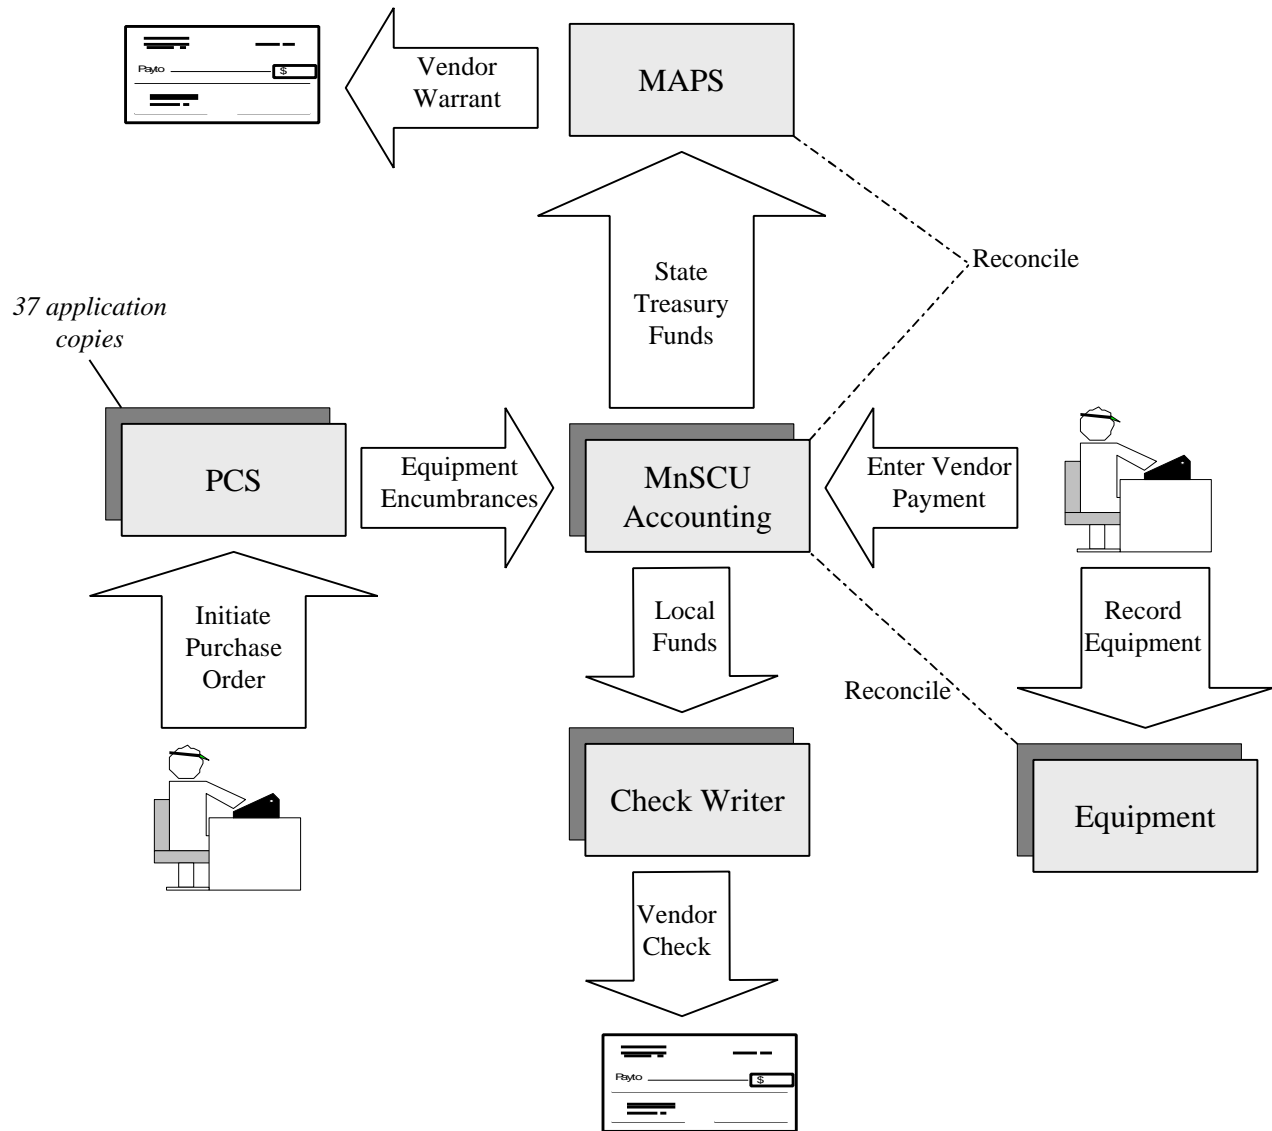 Payto
$
Vendor
Warrant
MAPS
State
Treasury
Funds
Reconcile
37 application
copies
PCS
Equipment
Encumbrances
MnSCU
Accounting
Enter Vendor
Payment
Initiate
Purchase
Order
Local
Funds
Record
Equipment
Reconcile
Check Writer
Equipment
Vendor
Check
Payto
$